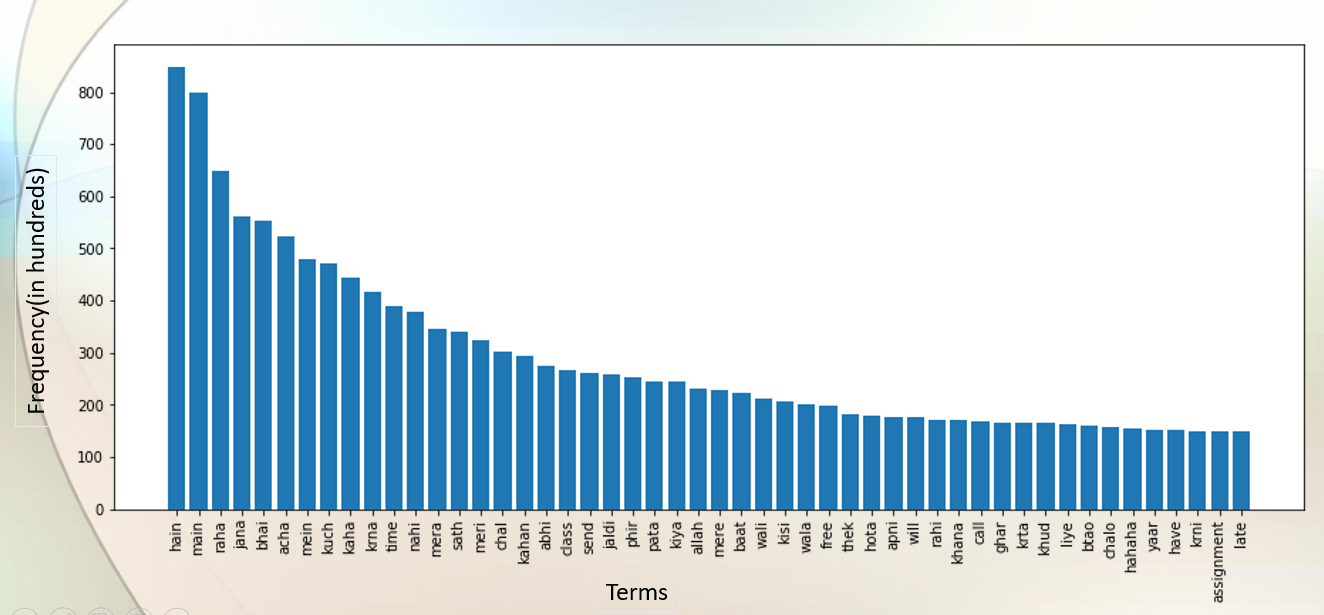 800
700
600
500
400
300
200
100
0
Frequency(in hundreds)
hain
main
raha
jana
bhai
acha
mein
kuch
kaha
krna
time
nahi
mera
sath
meri
chal
kahan
abhi
class
send
jaldi
phir
pata
kiya
allah
mere
baat
wali
kisi
wala
free
thek
hota
apni
will
rahi
khana
call
ghar
krta
khud
liye
btao
chalo
hahaha
yaar
have
krni
assignment
late
Terms